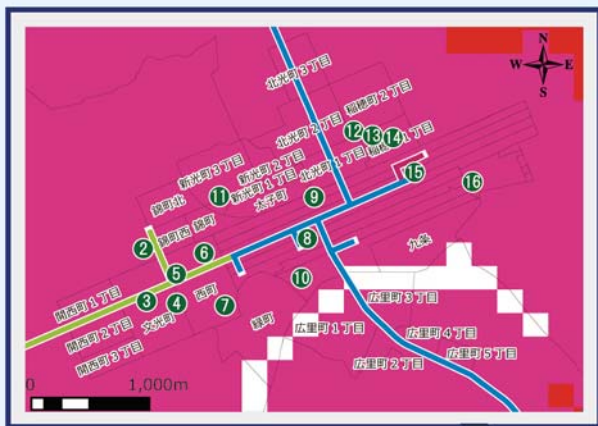 N
W E
S
北光町3丁目
稲穂町2丁目
北光町2丁目
12 13 14
1丁目
新光町3丁目
新光町2丁目
新光町1丁目
北光町1丁目
15
16
11
9
太子町
錦町北
錦町西
錦町
2
6
8
九条
5
10
関西町1丁目
3
4
西町
7
広里町3丁目
関西町2丁目
文光町
緑町
広里町1丁目
広里町4丁目
関西町3丁目
広里町2丁目
広里町5丁目
0 1,000m